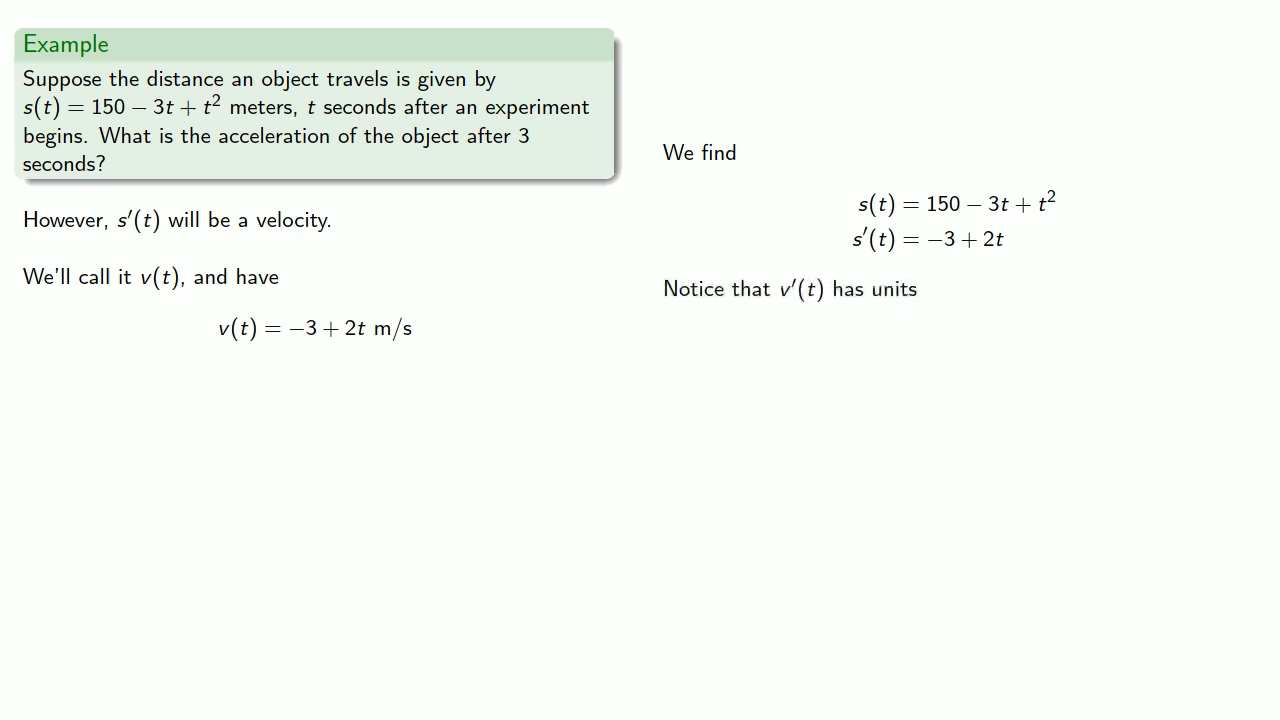 Example
Suppose the distance an object travels is given by
s(t) = 150 − 3t + t² meters, t seconds after an experiment
begins. What is the acceleration of the object after 3
seconds?
However, s′(t) will be a velocity.
We'll call it v(t), and have
v(t) = −3 + 2t m/s
We find
s(t) = 150 − 3t + t²
s′(t) = −3 + 2t
Notice that v′(t) has units